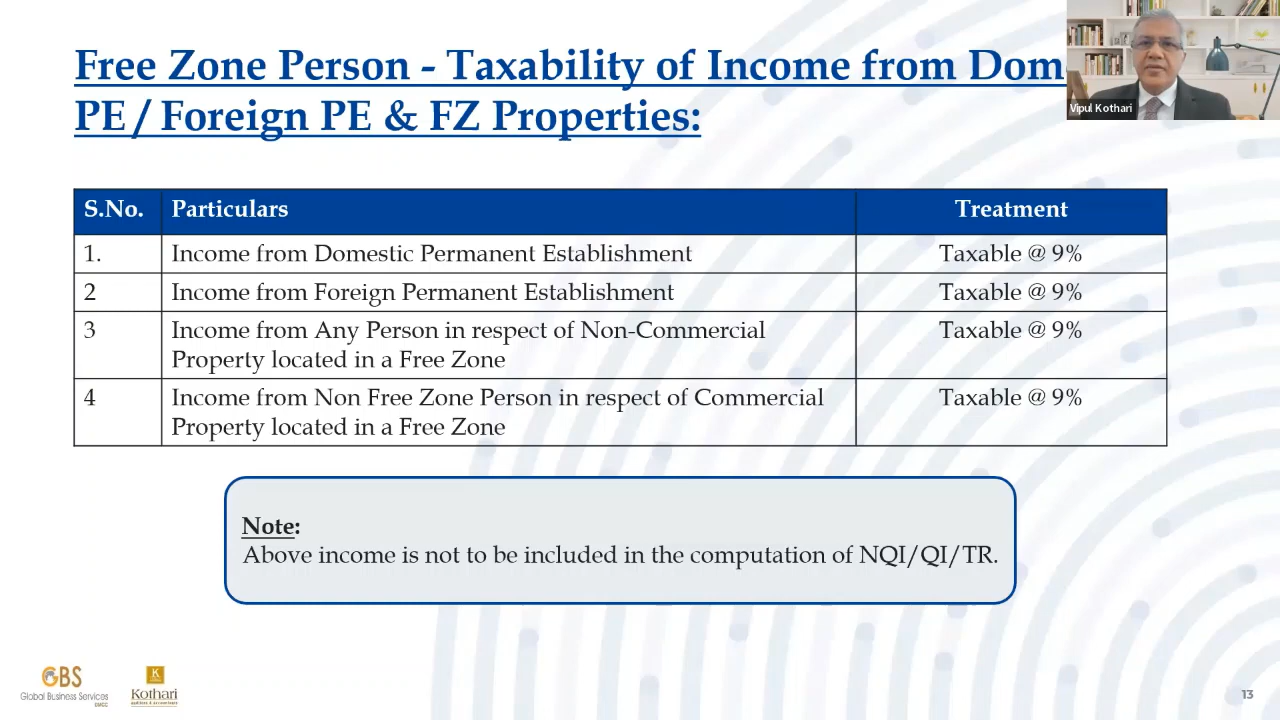 Free Zone Person - Taxability of Income from Dom
PE / Foreign PE & FZ Properties:
Vipul Kothari
S.No. Particulars Treatment
1. Income from Domestic Permanent Establishment Taxable @ 9%
2 Income from Foreign Permanent Establishment Taxable @ 9%
3 Income from Any Person in respect of Non-Commercial Taxable @ 9%
Property located in a Free Zone
4 Income from Non Free Zone Person in respect of Commercial Taxable @ 9%
Property located in a Free Zone
Note:
Above income is not to be included in the computation of NQI/QI/TR.
GBS
Global Business Services
DMCC
K
Kothari
Auditors & Accountants
13